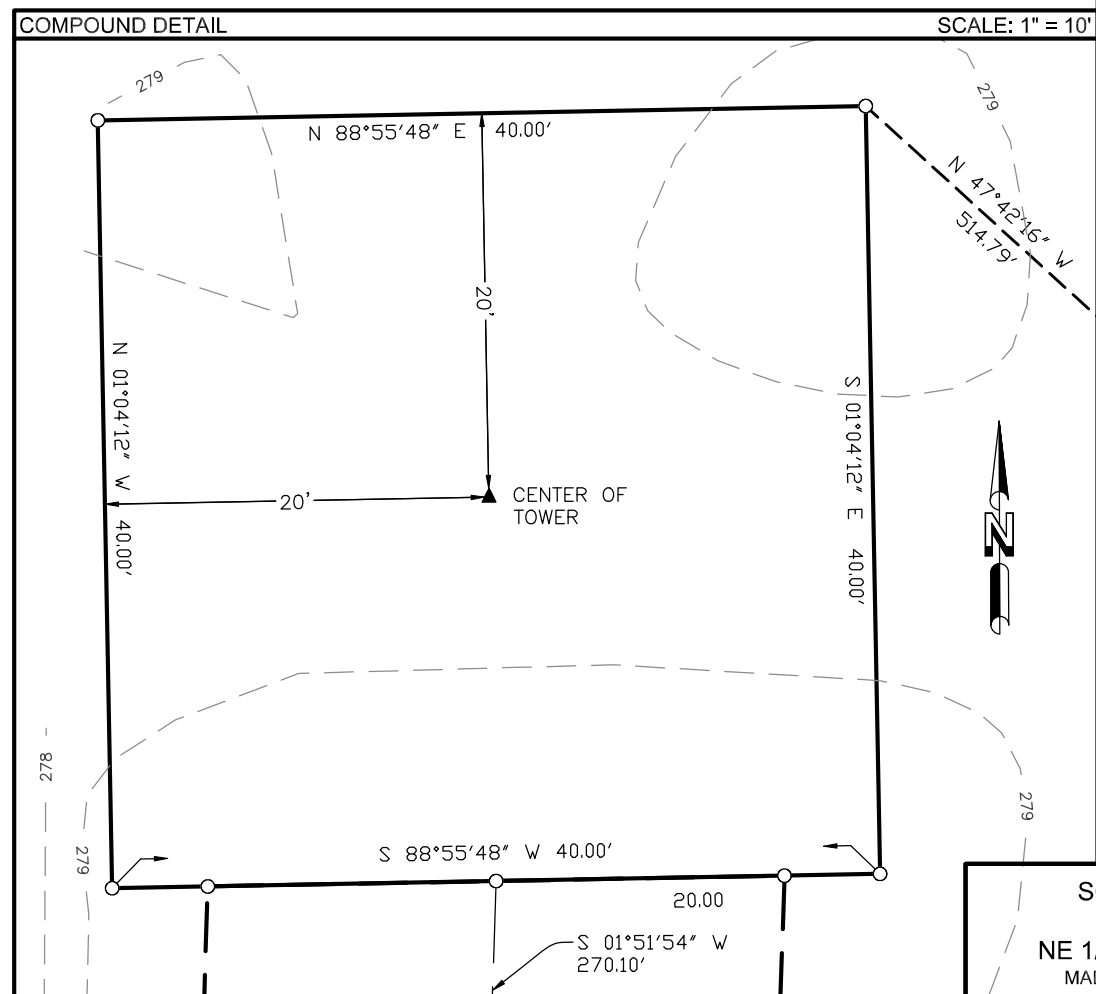 COMPOUND DETAIL
SCALE: 1" = 10'
279
279
N 88°55'48" E 40.00'
N 47°42'16" W
514.79'
20'
N 01°04'12" W 40.00'
S 01°04'12" E 40.00'
20'
CENTER OF
TOWER
N
278
279
279
S 88°55'48" W 40.00'
20.00
S 01°51'54" W
270.10'
NE 1/